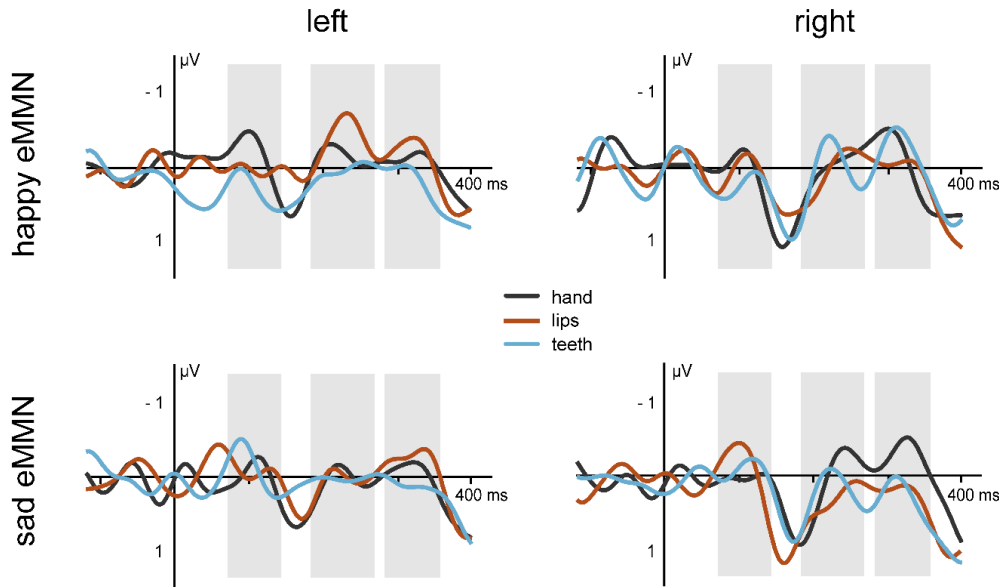 left
right
happy eMMN
µV
- 1
1
400 ms
µV
- 1
1
400 ms
hand
lips
teeth
sad eMMN
µV
- 1
1
400 ms
µV
- 1
1
400 ms